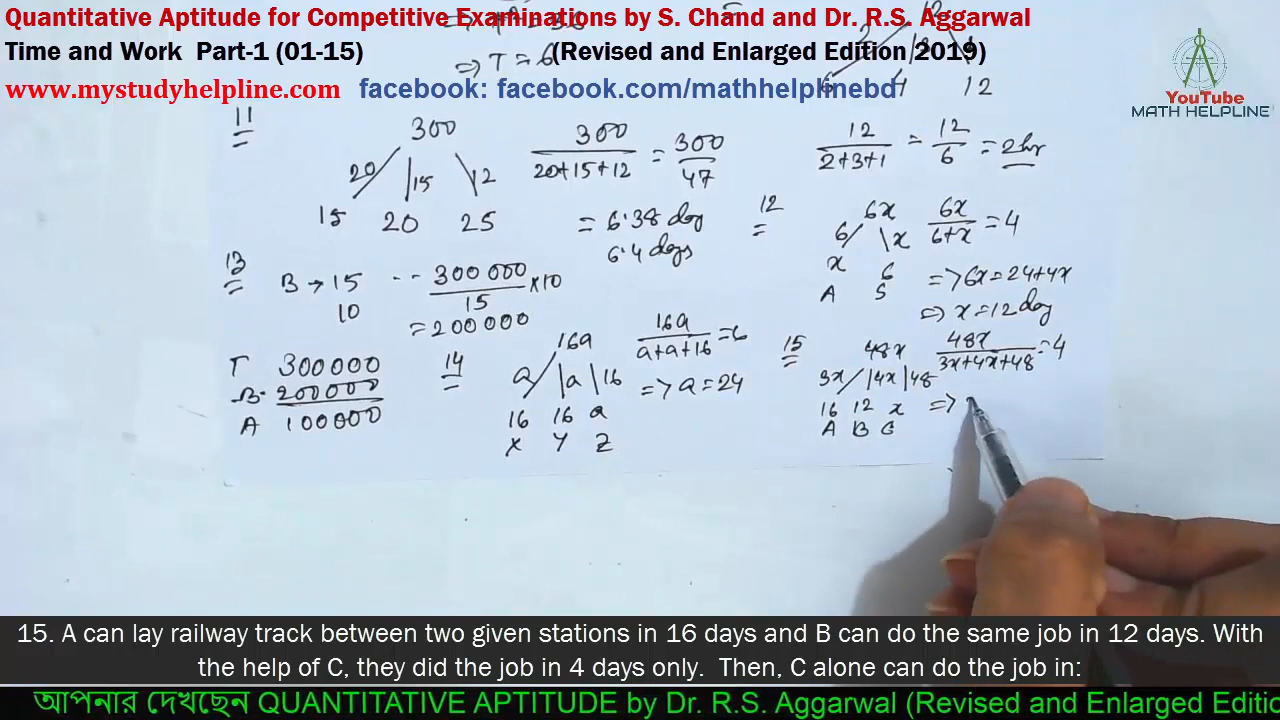 Quantitative Aptitude for Competitive Examinations by S. Chand and Dr. R.S. Aggarwal
Time and Work Part-1 (01-15) (Revised and Enlarged Edition 2019)
www.mystudyhelpline.com facebook: facebook.com/mathhelplinebd
YouTube
MATH HELPLINE
=> T = 6
6 4 12
12/(2+3+1) = 12/6 = 2hr
11
300
20 15 12
15 20 25
300/(20+15+12) = 300/47
= 6.38 day
6.4 days
12
6x
6 x
x 6
A S
6x/(6+x) = 4
=> 6x = 24+4x
=> x = 12 day
13
B → 15 -- 300000/15 × 10
10
= 200000
T 300000
B. 200000
A 100000
14
16a
a a 16
16 16 a
X Y Z
16a/(a+a+16) = 6
=> a = 24
15
48x
3x 4x 48
16 12 x
A B C
48x/(3x+4x+48) = 4
=>
15. A can lay railway track between two given stations in 16 days and B can do the same job in 12 days. With
the help of C, they did the job in 4 days only. Then, C alone can do the job in:
আপনার দেখছেন QUANTITATIVE APTITUDE by Dr. R.S. Aggarwal (Revised and Enlarged Editio